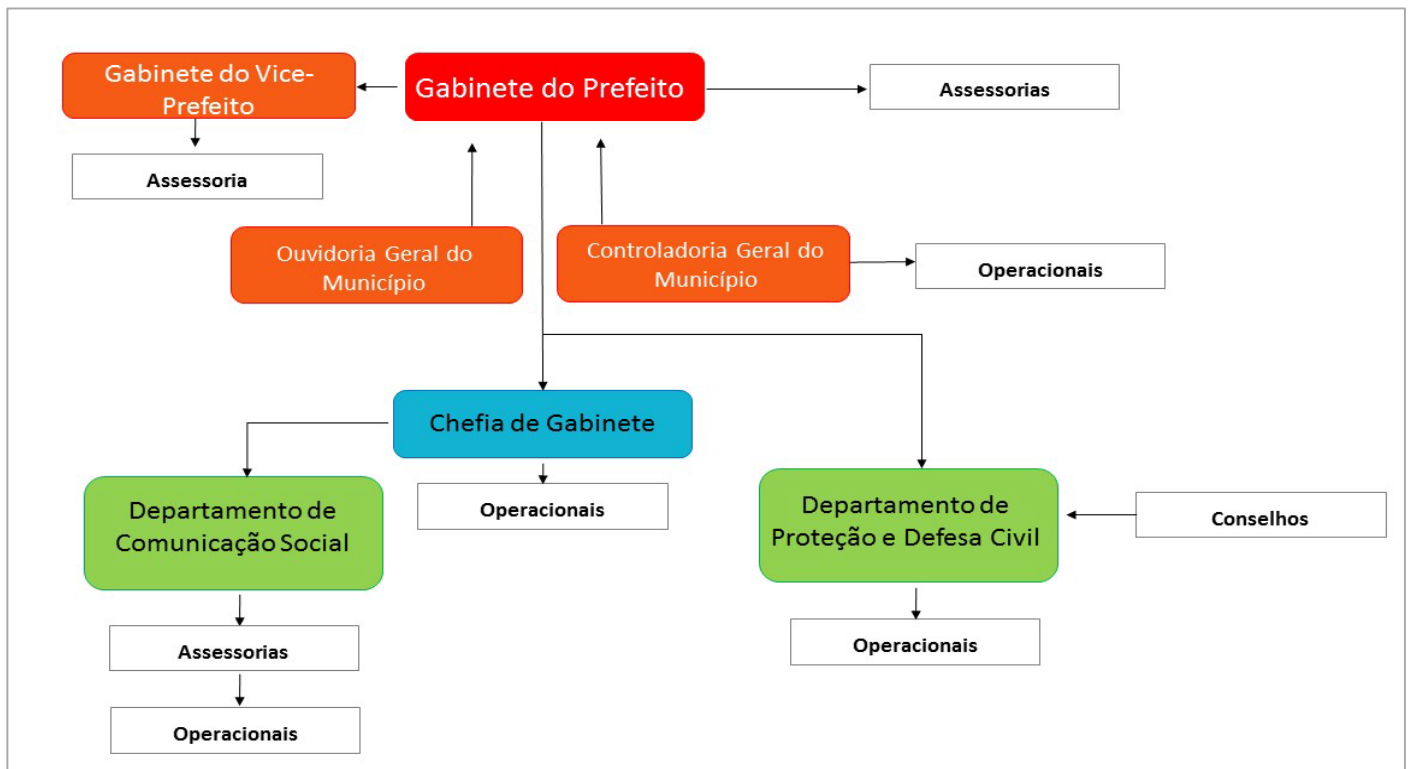 Gabinete do Vice-
Prefeito
Gabinete do Prefeito
Assessorias
Assessoria
Ouvidoria Geral do
Município
Controladoria Geral do
Município
Operacionais
Chefia de Gabinete
Operacionais
Departamento de
Comunicação Social
Departamento de
Proteção e Defesa Civil
Conselhos
Assessorias
Operacionais
Operacionais